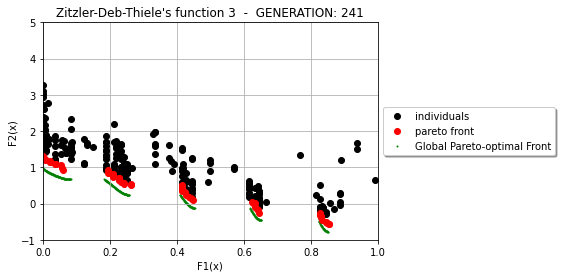 Zitzler-Deb-Thiele's function 3 - GENERATION: 241
5
4
3
2
1
0
−1
F2(x)
0.0 0.2 0.4 0.6 0.8 1.0
F1(x)
individuals
pareto front
Global Pareto-optimal Front